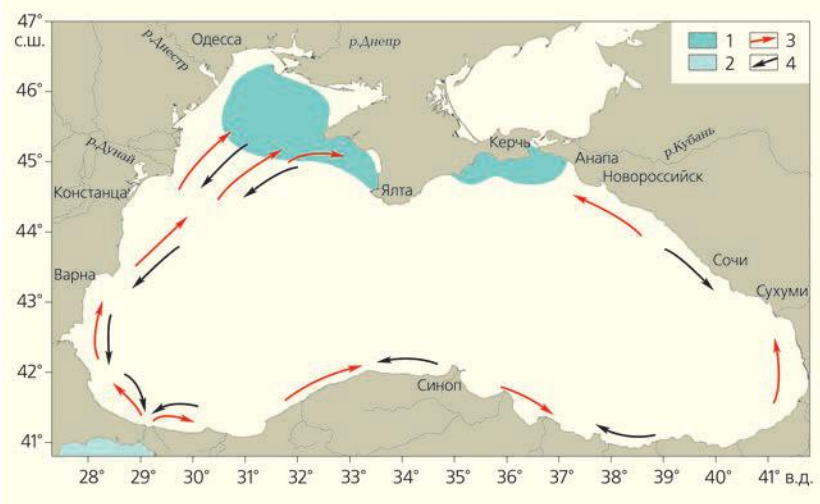 47°
с.ш.
46°
45°
44°
43°
42°
41°
Одесса
р.Днестр
р.Днепр
р.Дунай
Констанца
Варна
Керчь
Анапа
Новороссийск
р.Кубань
Ялта
Сочи
Сухуми
Синоп
1 3
2 4
28° 29° 30° 31° 32° 33° 34° 35° 36° 37° 38° 39° 40° 41° в.д.